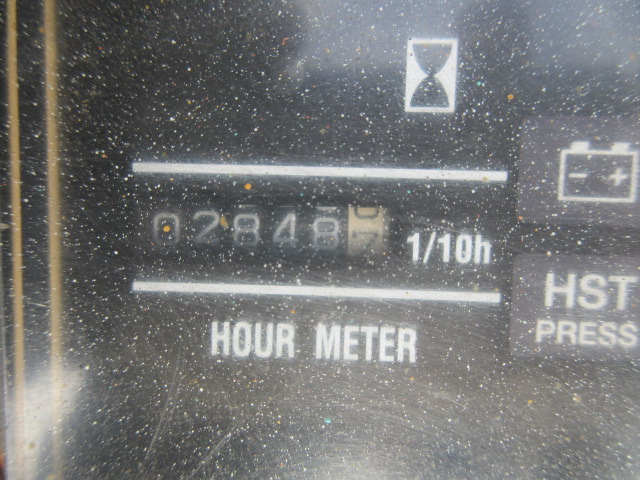 02848 1/10h
HOUR METER
- +
HST
PRESS